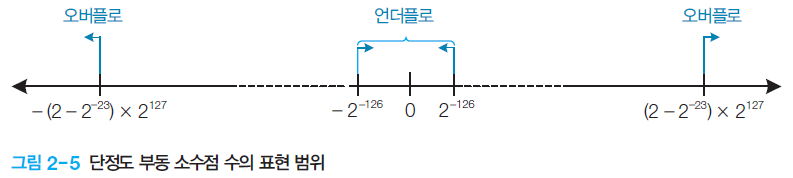 오버플로 언더플로 오버플로
– (2 – 2⁻²³) × 2¹²⁷ – 2⁻¹²⁶ 0 2⁻¹²⁶ (2 – 2⁻²³) × 2¹²⁷
그림 2-5 단정도 부동 소수점 수의 표현 범위